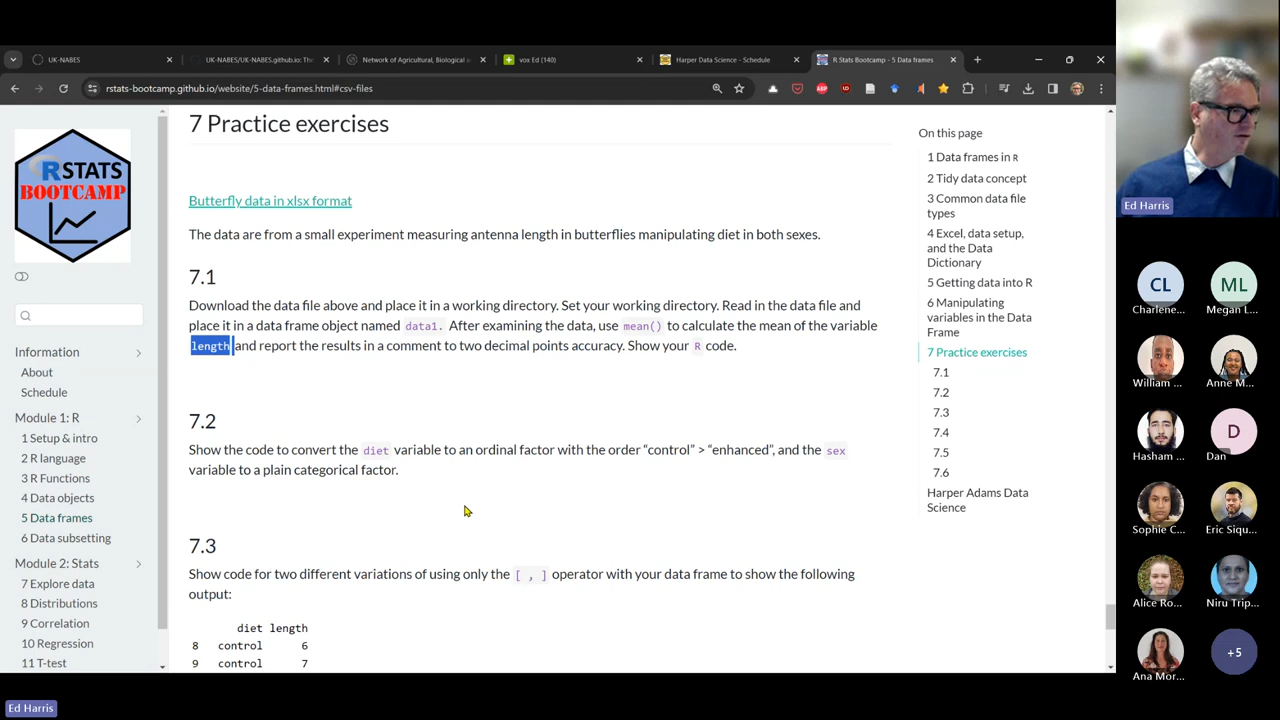 UK-NABES
UK-NABES/UK-NABES.github.io: The
Network of Agricultural, Biological a
vox Ed (140)
Harper Data Science - Schedule
R Stats Bootcamp - 5 Data frames
rstats-bootcamp.github.io/website/5-data-frames.html#csv-files
RSTATS
BOOTCAMP
Information
About
Schedule
Module 1: R
1 Setup & intro
2 R language
3 R Functions
4 Data objects
5 Data frames
6 Data subsetting
Module 2: Stats
7 Explore data
8 Distributions
9 Correlation
10 Regression
11 T-test
7 Practice exercises
Butterfly data in xlsx format
The data are from a small experiment measuring antenna length in butterflies manipulating diet in both sexes.
7.1
Download the data file above and place it in a working directory. Set your working directory. Read in the data file and
place it in a data frame object named data1. After examining the data, use mean() to calculate the mean of the variable
length and report the results in a comment to two decimal points accuracy. Show your R code.
7.2
Show the code to convert the diet variable to an ordinal factor with the order “control” > “enhanced”, and the sex
variable to a plain categorical factor.
7.3
Show code for two different variations of using only the [ , ] operator with your data frame to show the following
output:
diet length
8 control 6
9 control 7
On this page
1 Data frames in R
2 Tidy data concept
3 Common data file
types
4 Excel, data setup,
and the Data
Dictionary
5 Getting data into R
6 Manipulating
variables in the Data
Frame
7 Practice exercises
7.1
7.2
7.3
7.4
7.5
7.6
Harper Adams Data
Science
Ed Harris
CL
Charlene...
ML
Megan L...
William ...
Anne M...
Hasham ...
D
Dan
Sophie C...
Eric Siqu...
Alice Ro...
Niru Trip...
Ana Mor...
+5
Ed Harris